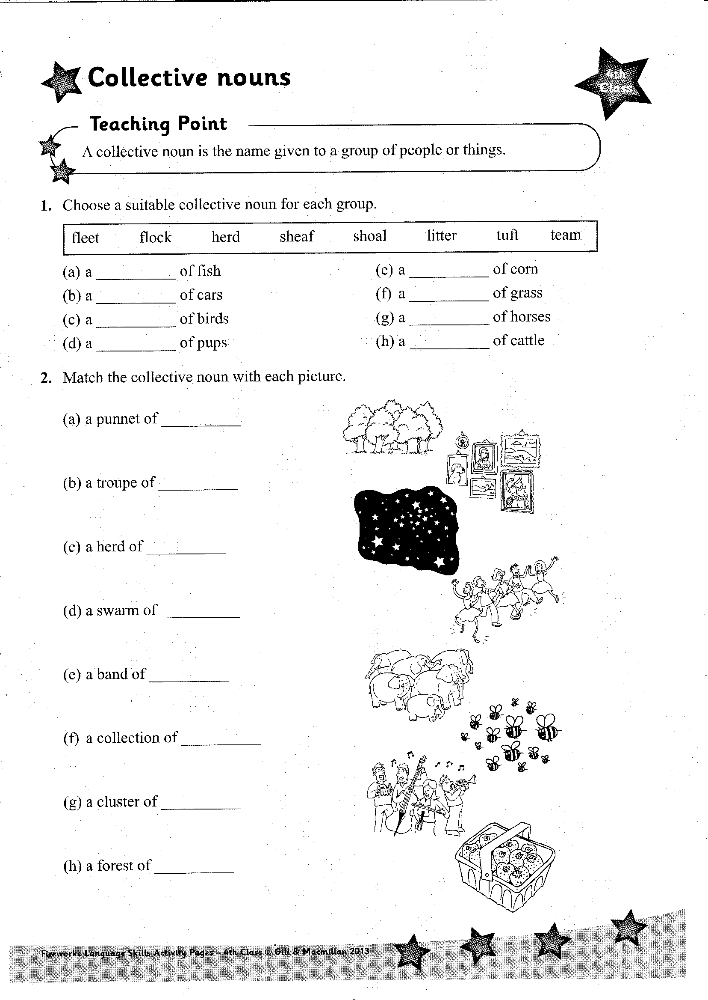 Collective nouns
4th
Class
Teaching Point
A collective noun is the name given to a group of people or things.
1. Choose a suitable collective noun for each group.
fleet flock herd sheaf shoal litter tuft team
(a) a __________ of fish
(b) a __________ of cars
(c) a __________ of birds
(d) a __________ of pups
(e) a __________ of corn
(f) a __________ of grass
(g) a __________ of horses
(h) a __________ of cattle
2. Match the collective noun with each picture.
(a) a punnet of __________
(b) a troupe of __________
(c) a herd of __________
(d) a swarm of __________
(e) a band of __________
(f) a collection of __________
(g) a cluster of __________
(h) a forest of __________
Fireworks Language Skills Activity Pages – 4th Class © Gill & Macmillan 2013